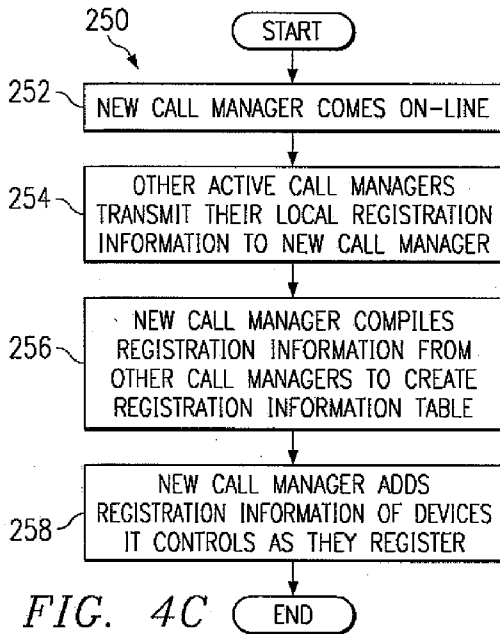 250
START
252
NEW CALL MANAGER COMES ON-LINE
254
OTHER ACTIVE CALL MANAGERS
TRANSMIT THEIR LOCAL REGISTRATION
INFORMATION TO NEW CALL MANAGER
256
NEW CALL MANAGER COMPILES
REGISTRATION INFORMATION FROM
OTHER CALL MANAGERS TO CREATE
REGISTRATION INFORMATION TABLE
258
NEW CALL MANAGER ADDS
REGISTRATION INFORMATION OF DEVICES
IT CONTROLS AS THEY REGISTER
FIG. 4C
END